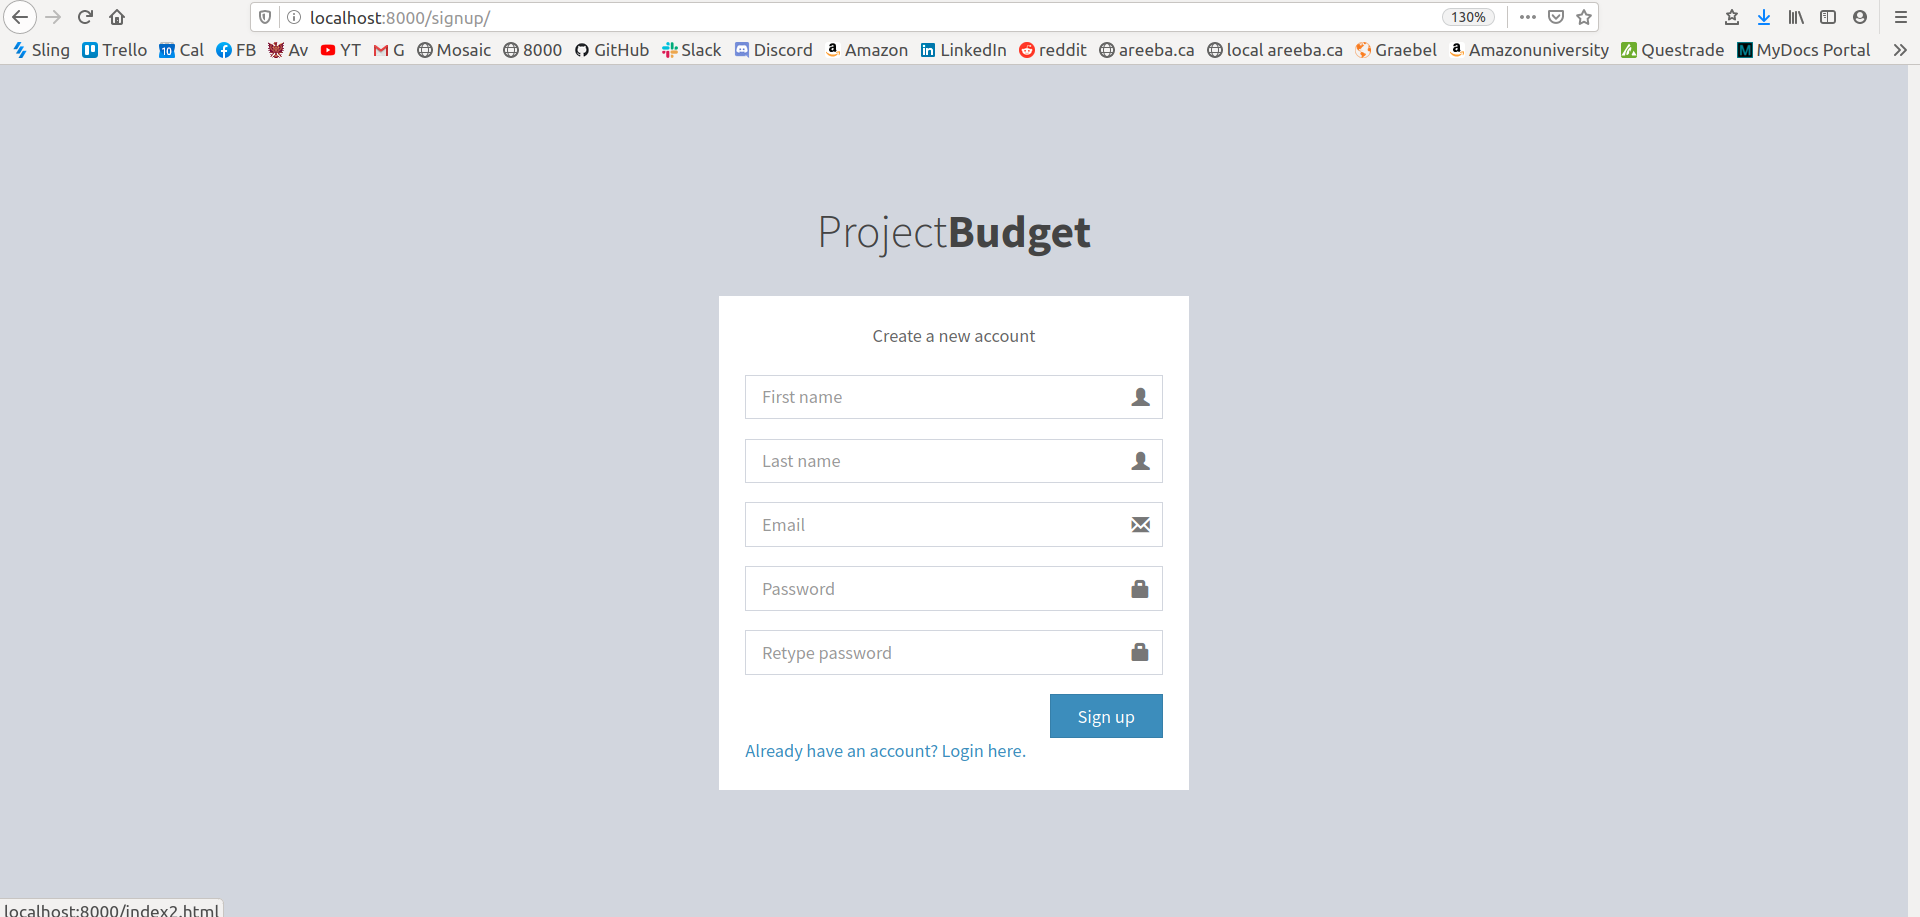 localhost:8000/signup/ 130%
Sling Trello Cal FB Av YT G Mosaic 8000 GitHub Slack Discord Amazon LinkedIn reddit areeba.ca local areeba.ca Graebel Amazonuniversity Questrade MyDocs Portal
ProjectBudget
Create a new account
First name
Last name
Email
Password
Retype password
Sign up
Already have an account? Login here.
localhost:8000/index2.html